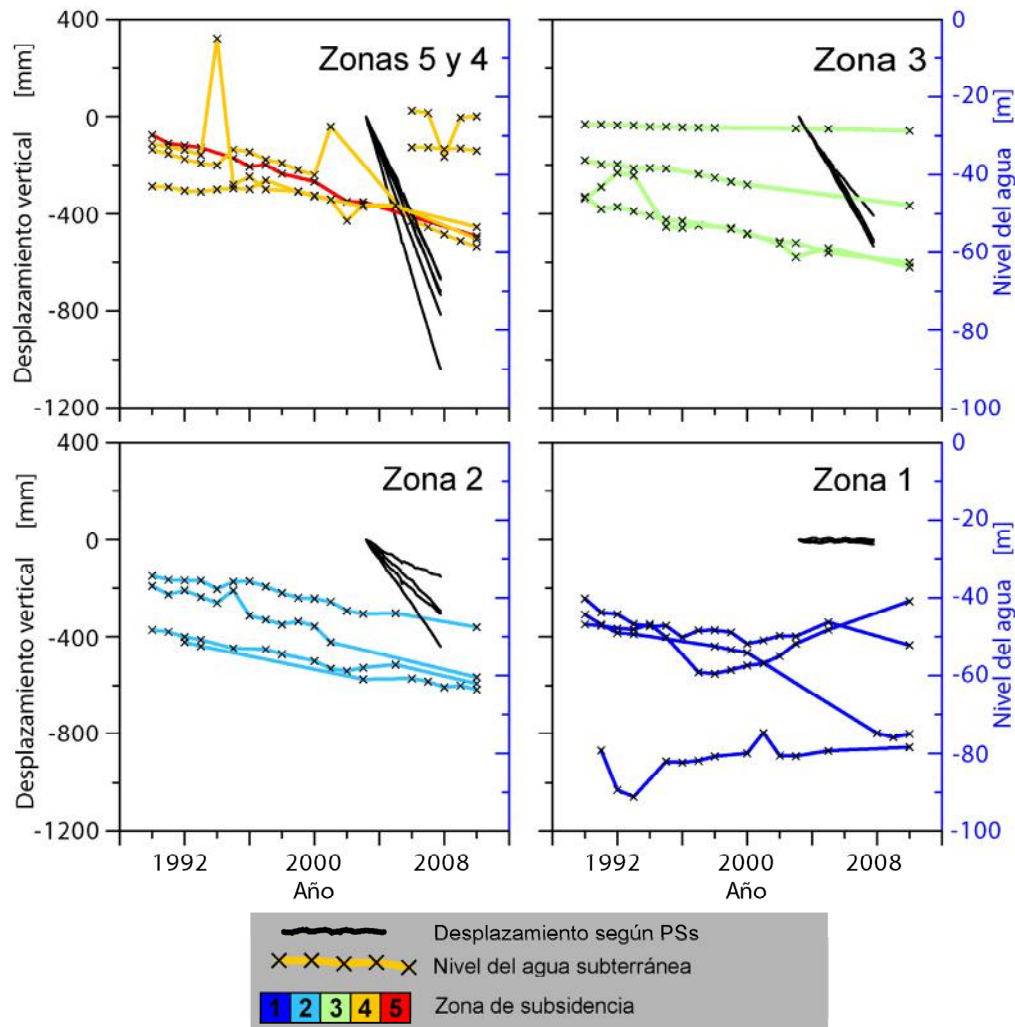 Zonas 5 y 4
Desplazamiento vertical [mm]
400
0
-400
-800
-1200
Zona 3
0
-20
-40
-60
-80
-100
Nivel del agua [m]
Zona 2
Desplazamiento vertical [mm]
400
0
-400
-800
-1200
1992
2000
2008
Año
Zona 1
0
-20
-40
-60
-80
-100
Nivel del agua [m]
1992
2000
2008
Año
Desplazamiento según PSs
Nivel del agua subterránea
1 2 3 4 5 Zona de subsidencia